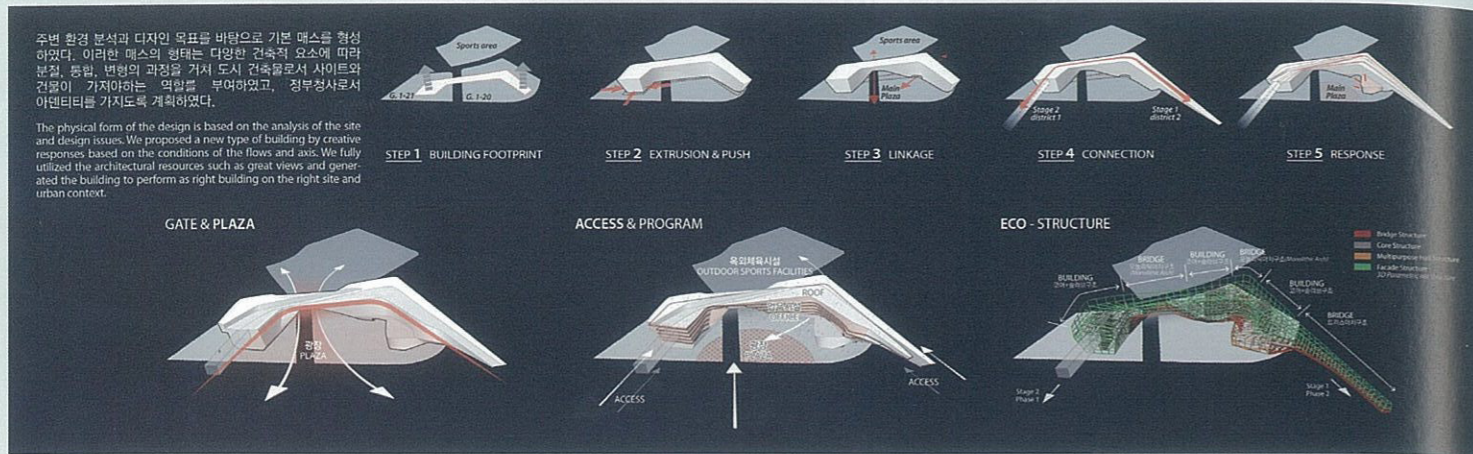 주변 환경 분석과 디자인 목표를 바탕으로 기본 매스를 형성
하였다. 이러한 매스의 형태는 다양한 건축적 요소에 따라
분절, 통합, 변형의 과정을 거쳐 도시 건축물로서 사이트와
건물이 가져야하는 역할을 부여하였고, 정부청사로서
아덴티티를 가지도록 계획하였다.
The physical form of the design is based on the analysis of the site
and design issues. We proposed a new type of building by creative
responses based on the conditions of the flows and axis. We fully
utilized the architectural resources such as great views and gener-
ated the building to perform as right building on the right site and
urban context.
Sports area
G. 1-21
G. 1-20
STEP 1 BUILDING FOOTPRINT
STEP 2 EXTRUSION & PUSH
Sports area
Main
Plaza
STEP 3 LINKAGE
Stage 2
district 1
Stage 1
district 2
STEP 4 CONNECTION
Main
Plaza
STEP 5 RESPONSE
GATE & PLAZA
광장
PLAZA
ACCESS & PROGRAM
옥외체육시설
OUTDOOR SPORTS FACILITIES
ROOF
광장
ACCESS
ACCESS
ECO - STRUCTURE
Bridge Structure
Core Structure
Multipurpose Hall Structure
Facade Structure
BUILDING
BRIDGE
BUILDING
BRIDGE
BUILDING
BRIDGE
Stage 2
Phase 1
Stage 1
Phase 2